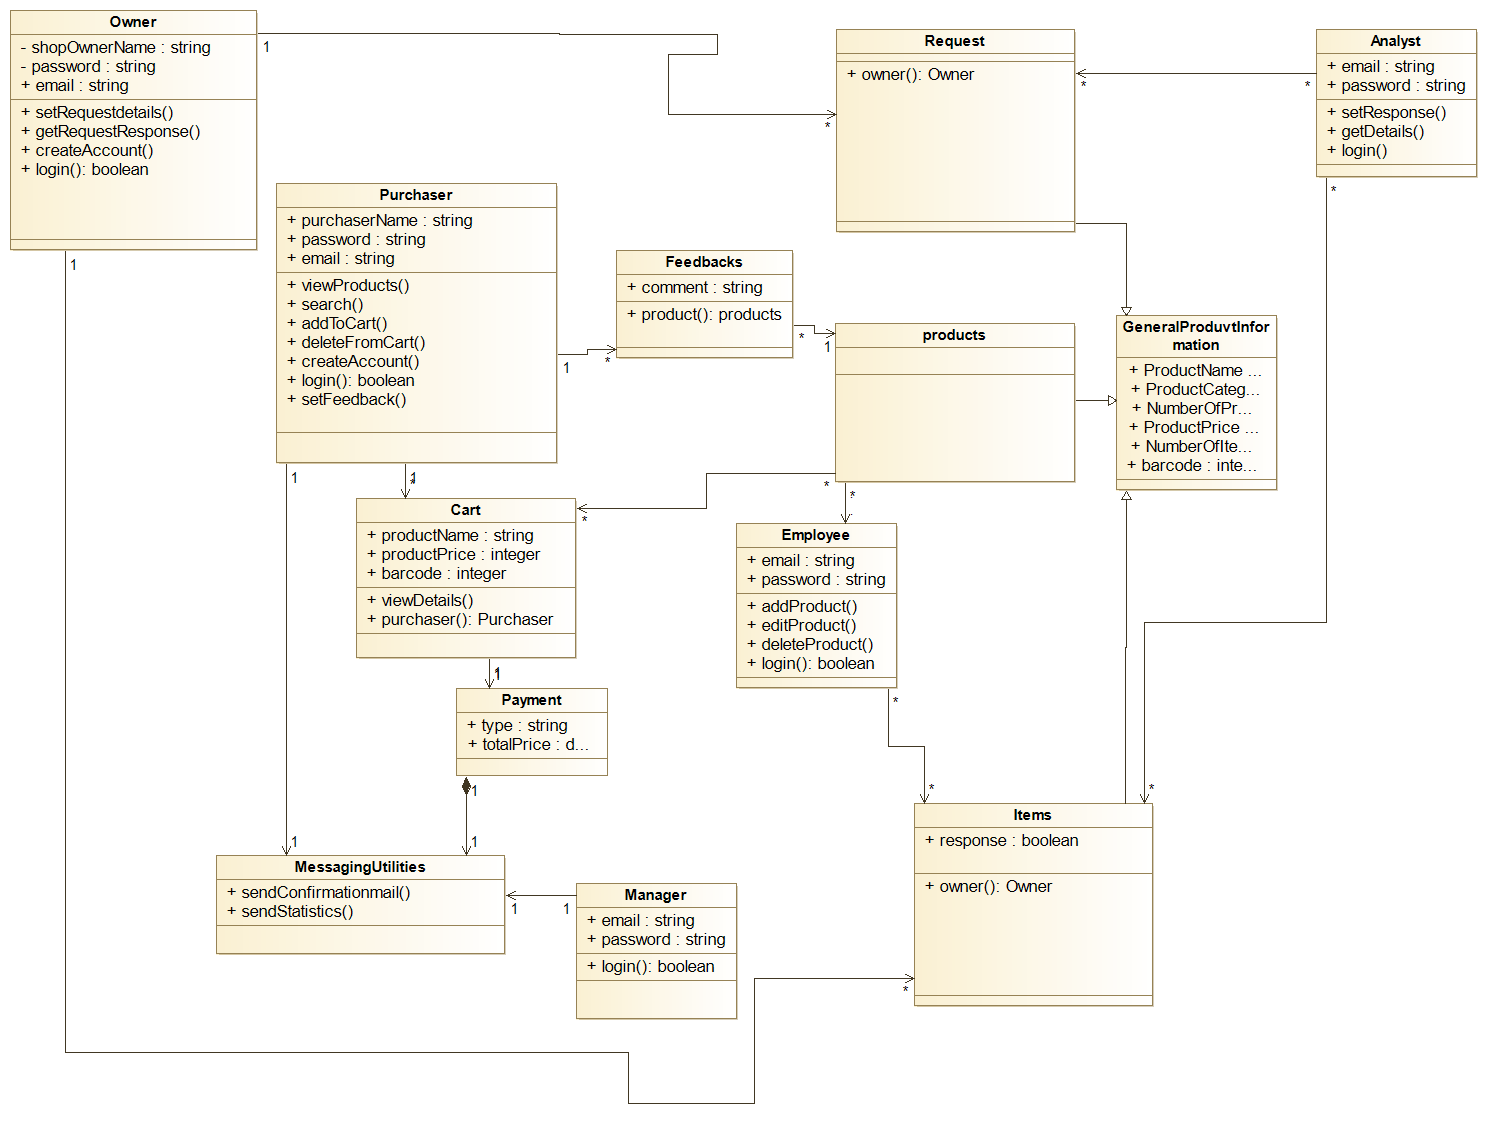 Owner
- shopOwnerName : string
- password : string
+ email : string
+ setRequestdetails()
+ getRequestResponse()
+ createAccount()
+ login(): boolean
1
1
Request
+ owner(): Owner
*
*
Analyst
+ email : string
+ password : string
+ setResponse()
+ getDetails()
+ login()
*
*
Purchaser
+ purchaserName : string
+ password : string
+ email : string
+ viewProducts()
+ search()
+ addToCart()
+ deleteFromCart()
+ createAccount()
+ login(): boolean
+ setFeedback()
1
1
1
*
Feedbacks
+ comment : string
+ product(): products
*
*
1
products
*
*
GeneralProduvtInfor
mation
+ ProductName ...
+ ProductCateg...
+ NumberOfPr...
+ ProductPrice ...
+ NumberOfIte...
+ barcode : inte...
Cart
+ productName : string
+ productPrice : integer
+ barcode : integer
+ viewDetails()
+ purchaser(): Purchaser
*
1
Employee
+ email : string
+ password : string
+ addProduct()
+ editProduct()
+ deleteProduct()
+ login(): boolean
*
Payment
+ type : string
+ totalPrice : d...
1
1
1
MessagingUtilities
+ sendConfirmationmail()
+ sendStatistics()
1
1
Manager
+ email : string
+ password : string
+ login(): boolean
*
*
Items
+ response : boolean
+ owner(): Owner
*